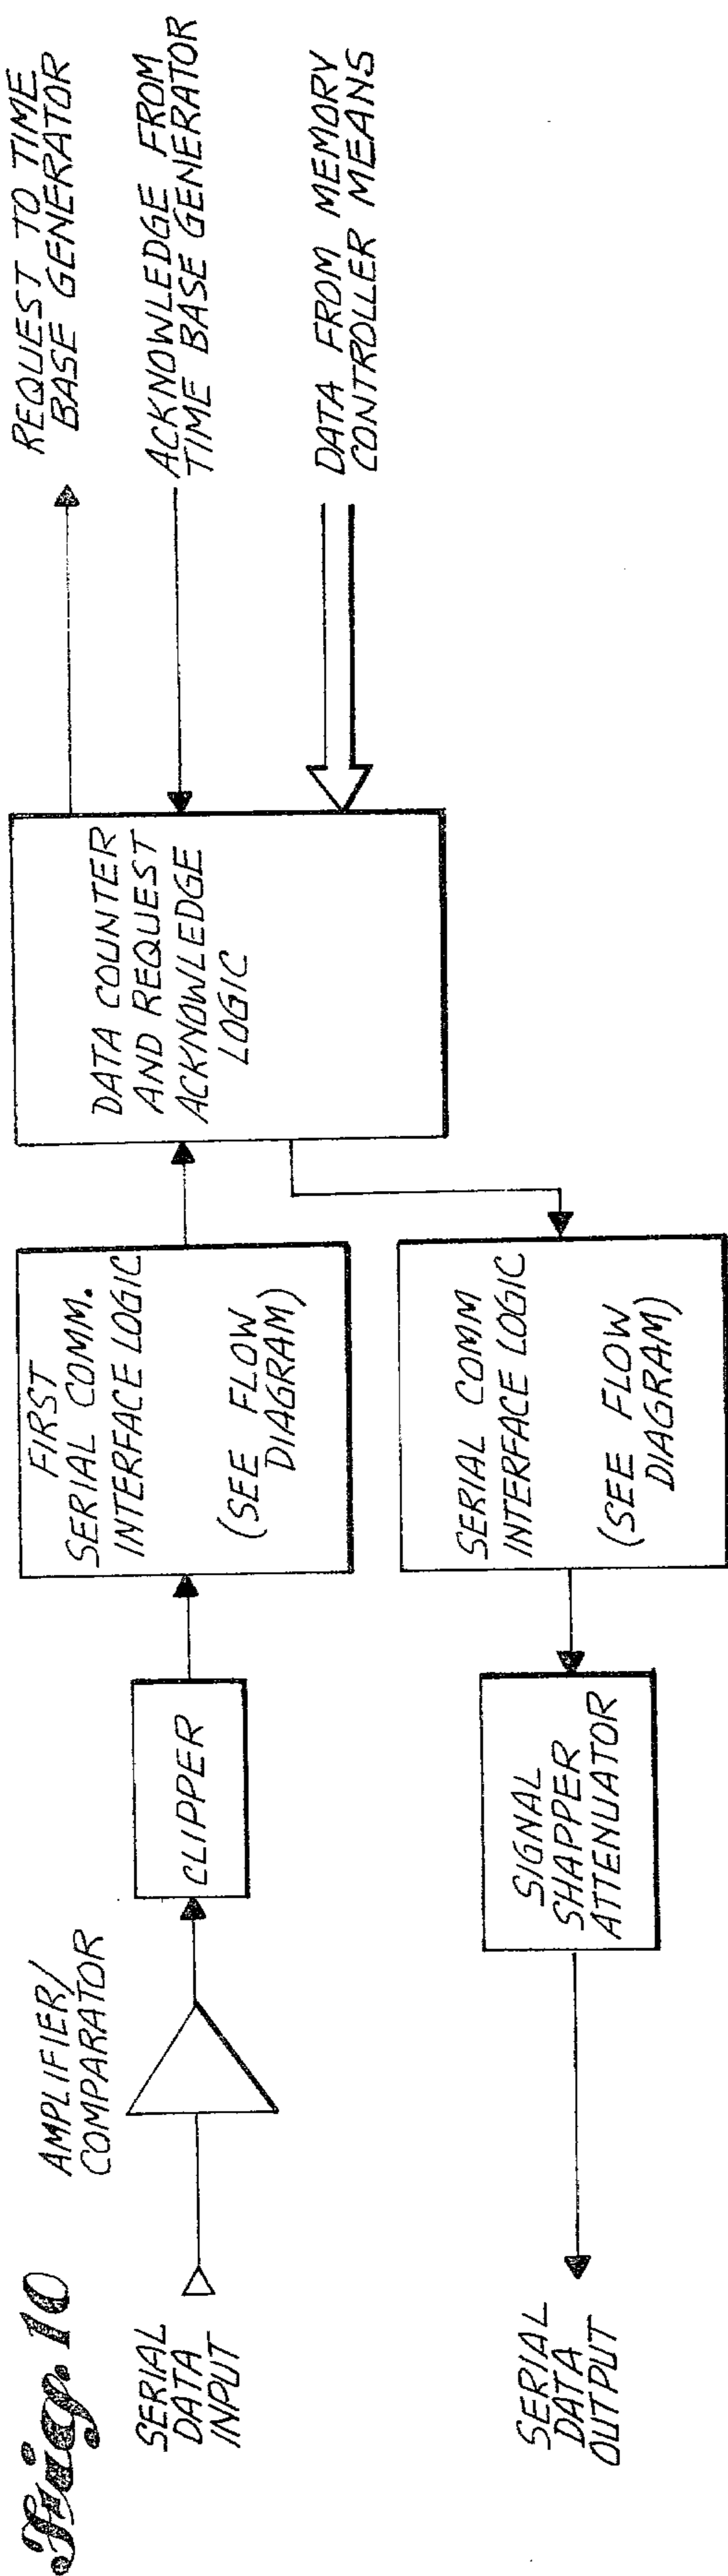 Fig. 10
SERIAL
DATA
INPUT
AMPLIFIER/
COMPARATOR
CLIPPER
FIRST
SERIAL COMM.
INTERFACE LOGIC
(SEE FLOW
DIAGRAM)
DATA COUNTER
AND REQUEST
ACKNOWLEDGE
LOGIC
REQUEST TO TIME
BASE GENERATOR
ACKNOWLEDGE FROM
TIME BASE GENERATOR
DATA FROM MEMORY
CONTROLLER MEANS
SERIAL COMM
INTERFACE LOGIC
(SEE FLOW
DIAGRAM)
SIGNAL
SHAPPER
ATTENUATOR
SERIAL
DATA
OUTPUT